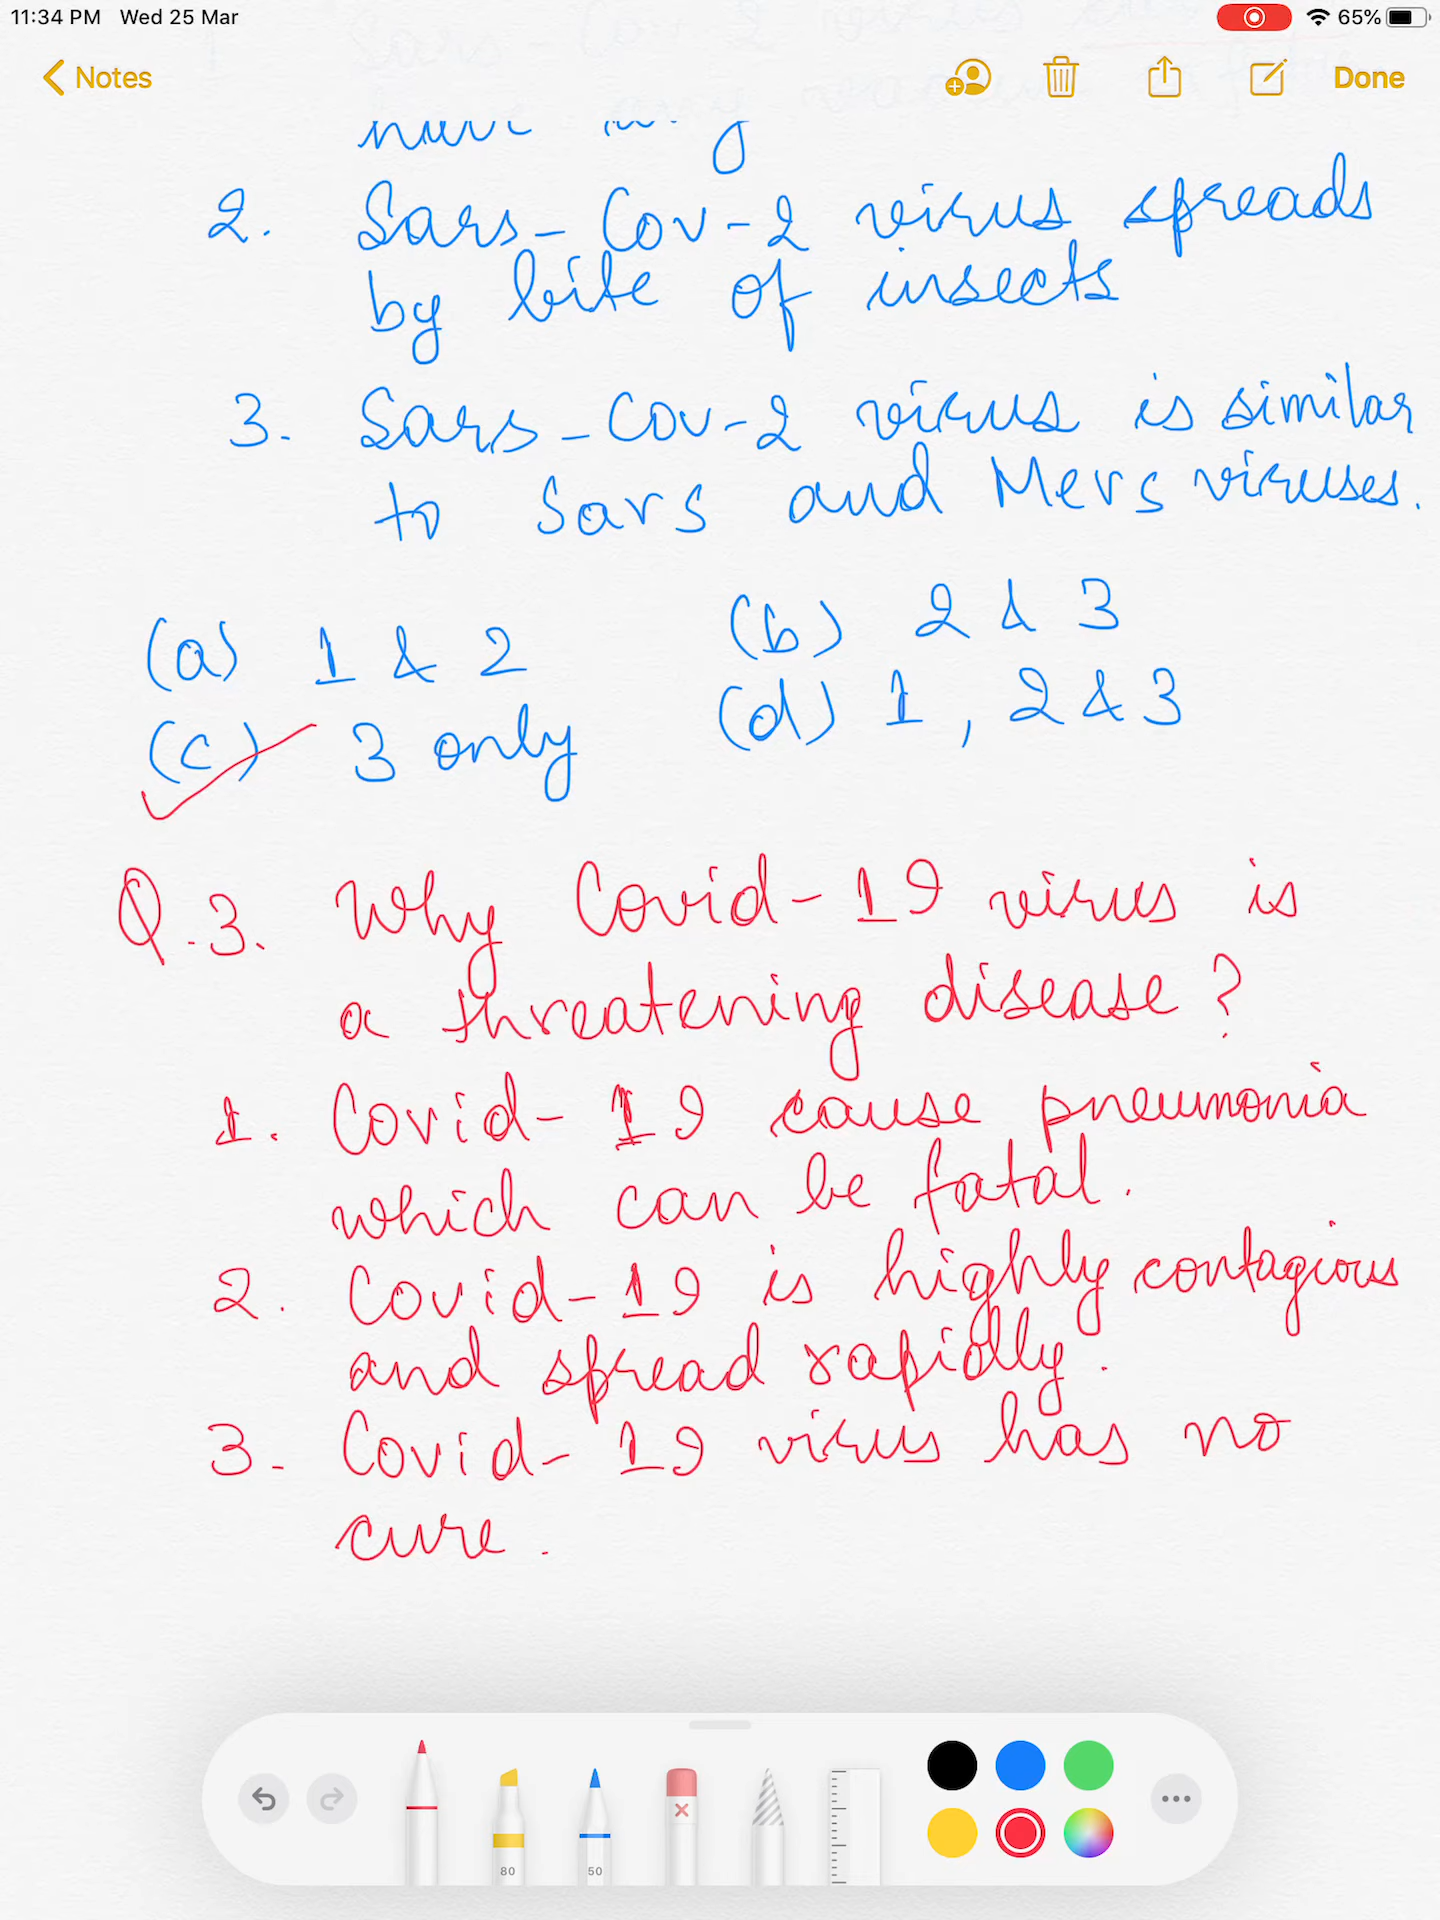 11:34 PM Wed 25 Mar
65%
Notes
Done
2. Sars-Cov-2 virus spreads
by bite of insects
3. Sars-Cov-2 virus is similar
to Sars and Mers viruses.
(a) 1 & 2 (b) 2 & 3
(c) 3 only (d) 1, 2 & 3
Q.3. Why Covid-19 virus is
a threatening disease?
1. Covid-19 cause pneumonia
which can be fatal.
2. Covid-19 is highly contagious
and spread rapidly.
3. Covid-19 virus has no
cure.
80
50